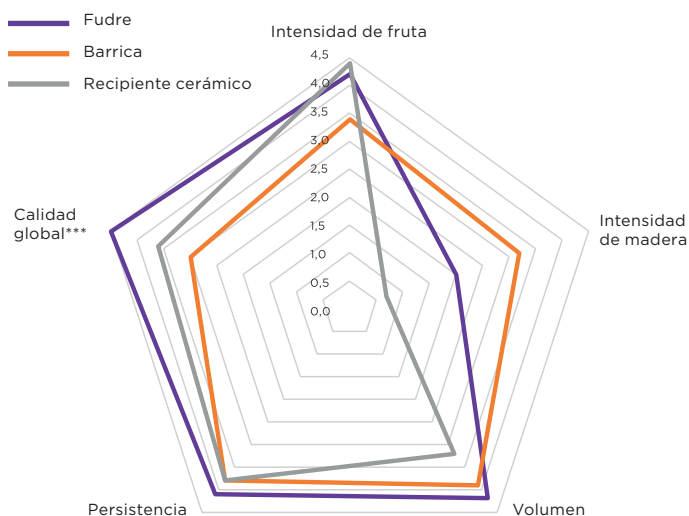 Fudre
Barrica
Recipiente cerámico
Intensidad de fruta
4,5
4,0
3,5
3,0
2,5
2,0
1,5
1,0
0,5
0,0
Calidad
global***
Intensidad
de madera
Persistencia
Volumen